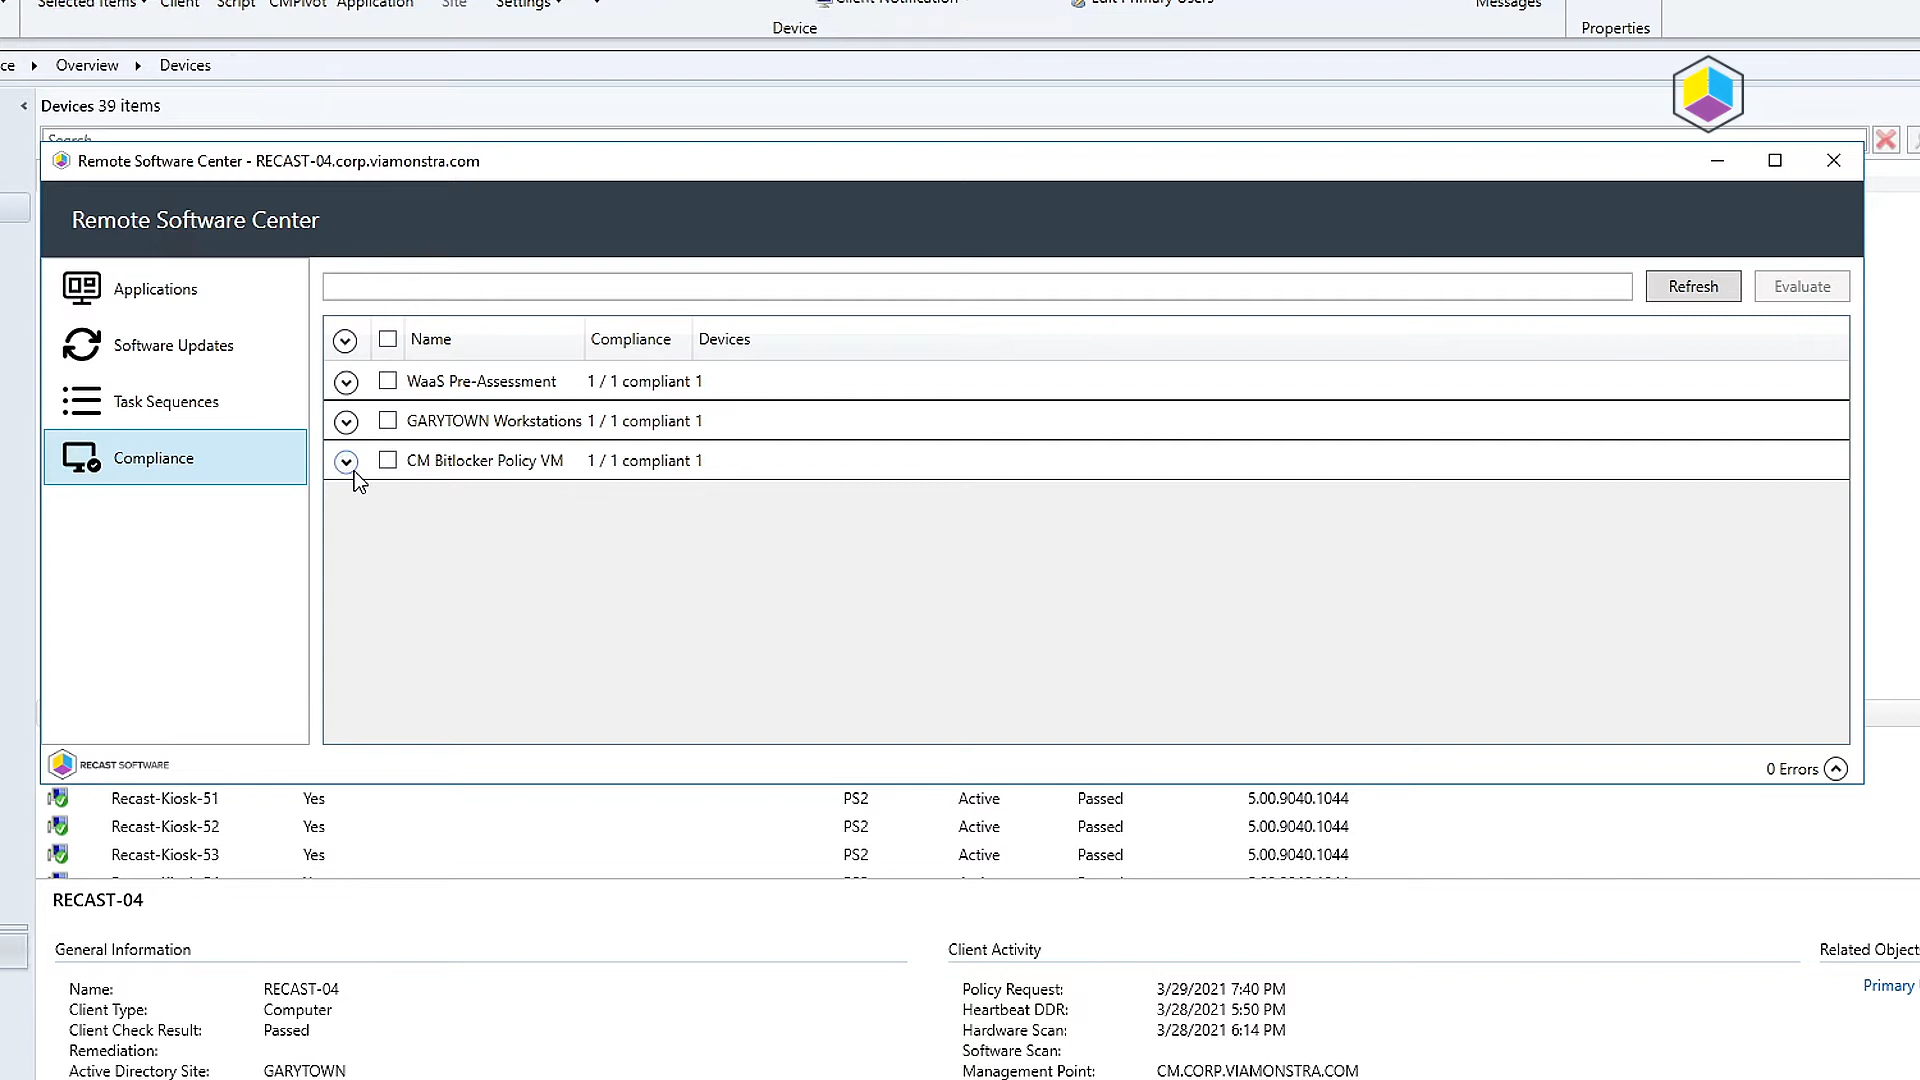 Selected Items Client Script CMPivot Application Site Settings Client Notification Edit Primary Users Messages
Device Properties
ce Overview Devices
Devices 39 items
Search
Remote Software Center - RECAST-04.corp.viamonstra.com
Remote Software Center
Applications
Software Updates
Task Sequences
Compliance
Refresh Evaluate
Name Compliance Devices
WaaS Pre-Assessment 1 / 1 compliant 1
GARYTOWN Workstations 1 / 1 compliant 1
CM Bitlocker Policy VM 1 / 1 compliant 1
RECAST SOFTWARE
0 Errors
Recast-Kiosk-51 Yes PS2 Active Passed 5.00.9040.1044
Recast-Kiosk-52 Yes PS2 Active Passed 5.00.9040.1044
Recast-Kiosk-53 Yes PS2 Active Passed 5.00.9040.1044
RECAST-04
General Information Client Activity Related Object
Name: RECAST-04 Policy Request: 3/29/2021 7:40 PM Primary
Client Type: Computer Heartbeat DDR: 3/28/2021 5:50 PM
Client Check Result: Passed Hardware Scan: 3/28/2021 6:14 PM
Remediation: Software Scan:
Active Directory Site: GARYTOWN Management Point: CM.CORP.VIAMONSTRA.COM